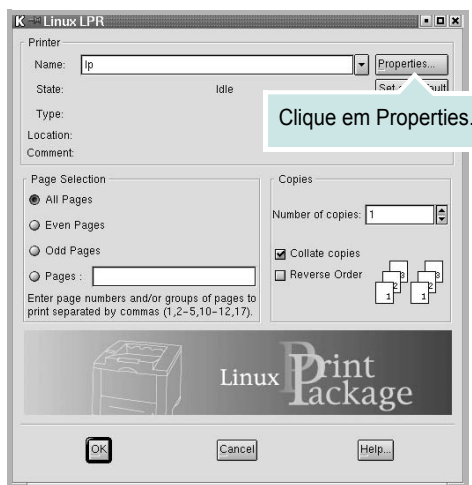 Linux LPR
Printer
Name: lp Properties...
State: Idle
Type:
Clique em Properties.
Location:
Comment:
Page Selection
All Pages
Even Pages
Odd Pages
Pages :
Enter page numbers and/or groups of pages to
print separated by commas (1,2-5,10-12,17).
Copies
Number of copies: 1
Collate copies
Reverse Order
3 3
2 2
1 1
Linux Print
Package
OK Cancel Help...